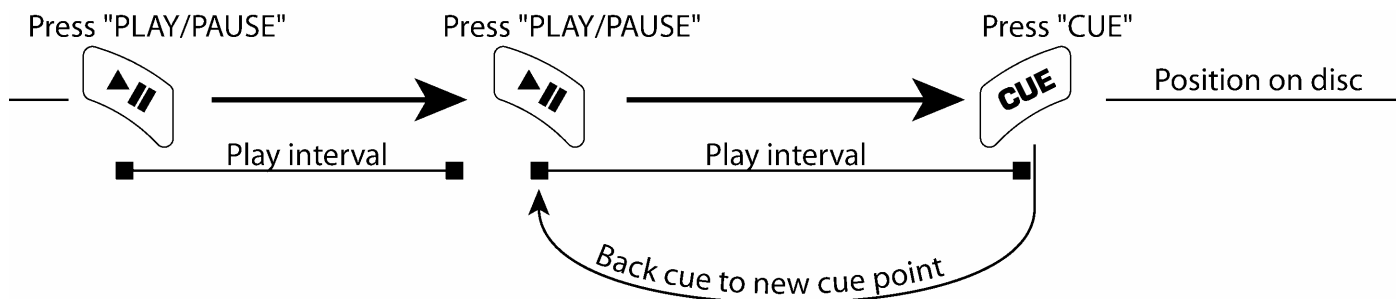 Press "PLAY/PAUSE"
Press "PLAY/PAUSE"
Press "CUE"
CUE
Position on disc
Play interval
Play interval
Back cue to new cue point